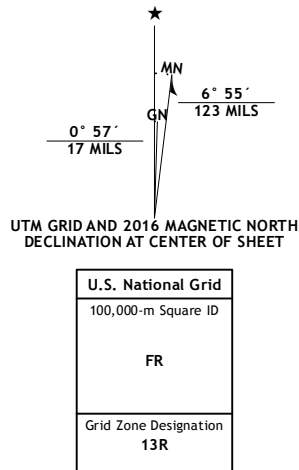 ★
MN
GN
6° 55´
123 MILS
0° 57´
17 MILS
UTM GRID AND 2016 MAGNETIC NORTH
DECLINATION AT CENTER OF SHEET
U.S. National Grid
100,000-m Square ID
FR
Grid Zone Designation
13R